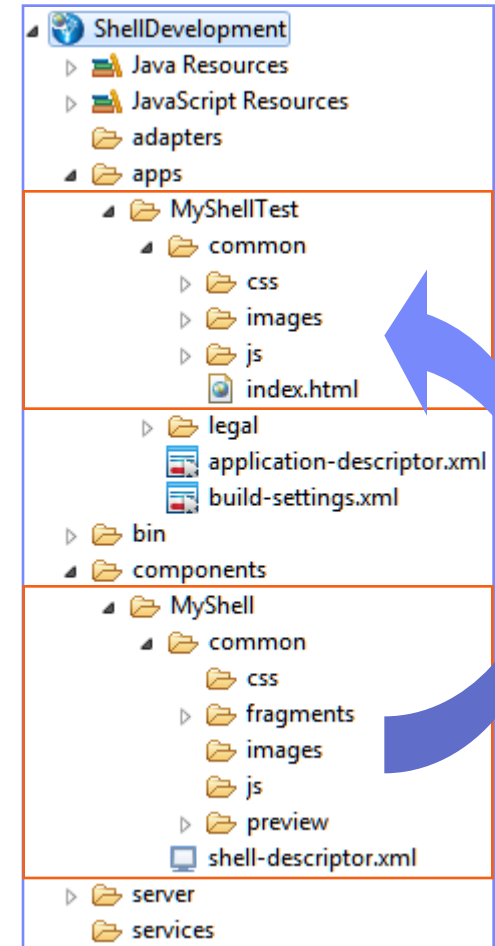 ShellDevelopment
Java Resources
JavaScript Resources
adapters
apps
MyShellTest
common
css
images
js
index.html
legal
application-descriptor.xml
build-settings.xml
bin
components
MyShell
common
css
fragments
images
js
preview
shell-descriptor.xml
server
services